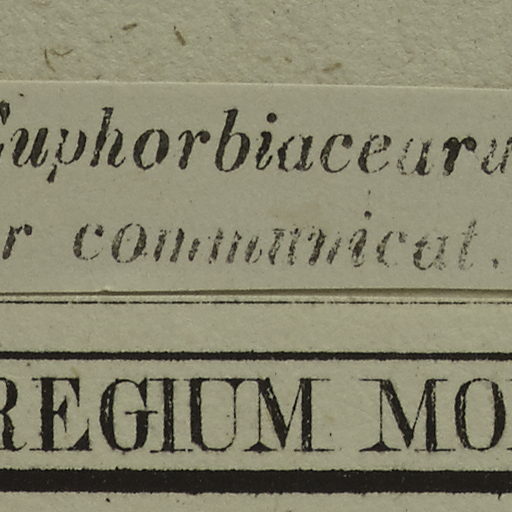 Euphorbiacearu
r communicat.
REGIUM MO